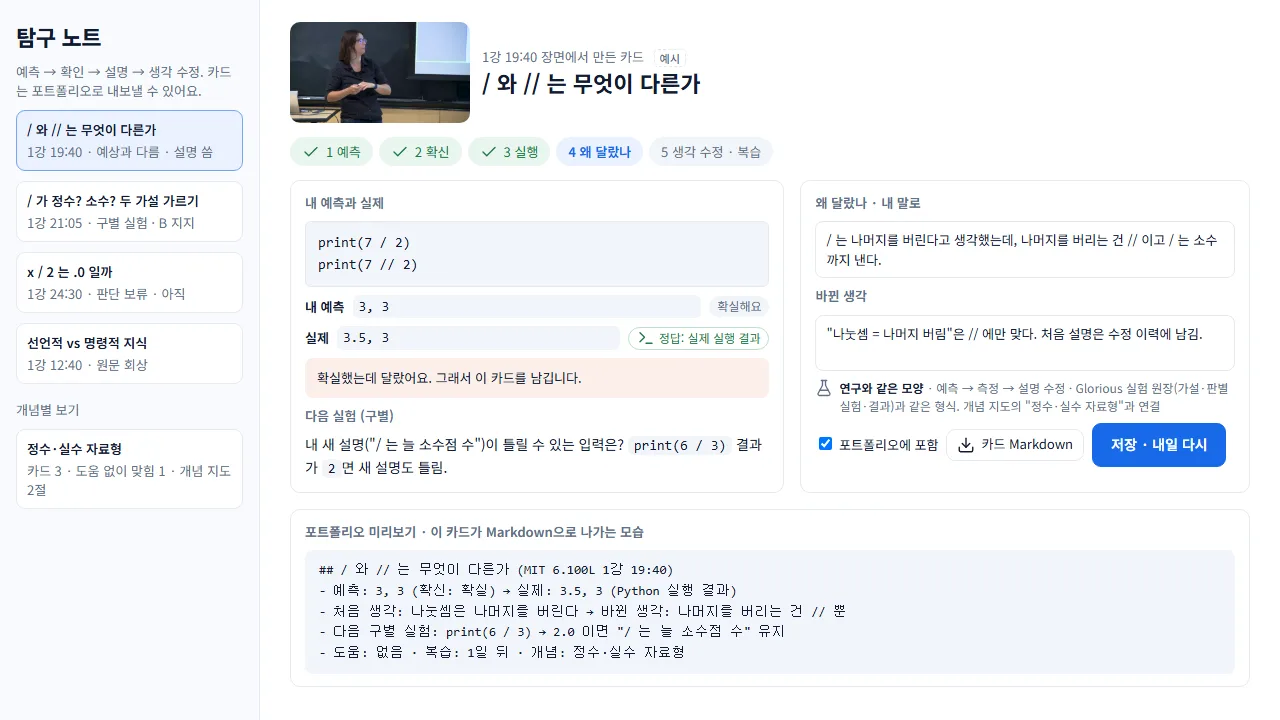 탐구 노트
예측 → 확인 → 설명 → 생각 수정. 카드
는 포트폴리오로 내보낼 수 있어요.
/ 와 // 는 무엇이 다른가
1강 19:40 · 예상과 다름 · 설명 씀
/ 가 정수? 소수? 두 가설 가르기
1강 21:05 · 구별 실험 · B 지지
x / 2 는 .0 일까
1강 24:30 · 판단 보류 · 아직
선언적 vs 명령적 지식
1강 12:40 · 원문 회상
개념별 보기
정수·실수 자료형
카드 3 · 도움 없이 맞힘 1 · 개념 지도
2절
1강 19:40 장면에서 만든 카드 예시
/ 와 // 는 무엇이 다른가
1 예측 2 확신 3 실행 4 왜 달랐나 5 생각 수정 · 복습
내 예측과 실제
print(7 / 2)
print(7 // 2)
내 예측 3, 3 확실해요
실제 3.5, 3 정답: 실제 실행 결과
확실했는데 달랐어요. 그래서 이 카드를 남깁니다.
다음 실험 (구별)
내 새 설명("/ 는 늘 소수점 수")이 틀릴 수 있는 입력은? print(6 / 3) 결과
가 2 면 새 설명도 틀림.
왜 달랐나 · 내 말로
/ 는 나머지를 버린다고 생각했는데, 나머지를 버리는 건 // 이고 / 는 소수
까지 낸다.
바뀐 생각
"나눗셈 = 나머지 버림"은 // 에만 맞다. 처음 설명은 수정 이력에 남김.
연구와 같은 모양 · 예측 → 측정 → 설명 수정 · Glorious 실험 원장(가설·판별
실험·결과)과 같은 형식. 개념 지도의 "정수·실수 자료형"과 연결
포트폴리오에 포함 카드 Markdown 저장 · 내일 다시
포트폴리오 미리보기 · 이 카드가 Markdown으로 나가는 모습
## / 와 // 는 무엇이 다른가 (MIT 6.100L 1강 19:40)
- 예측: 3, 3 (확신: 확실) → 실제: 3.5, 3 (Python 실행 결과)
- 처음 생각: 나눗셈은 나머지를 버린다 → 바뀐 생각: 나머지를 버리는 건 // 뿐
- 다음 구별 실험: print(6 / 3) → 2.0 이면 "/ 는 늘 소수점 수" 유지
- 도움: 없음 · 복습: 1일 뒤 · 개념: 정수·실수 자료형